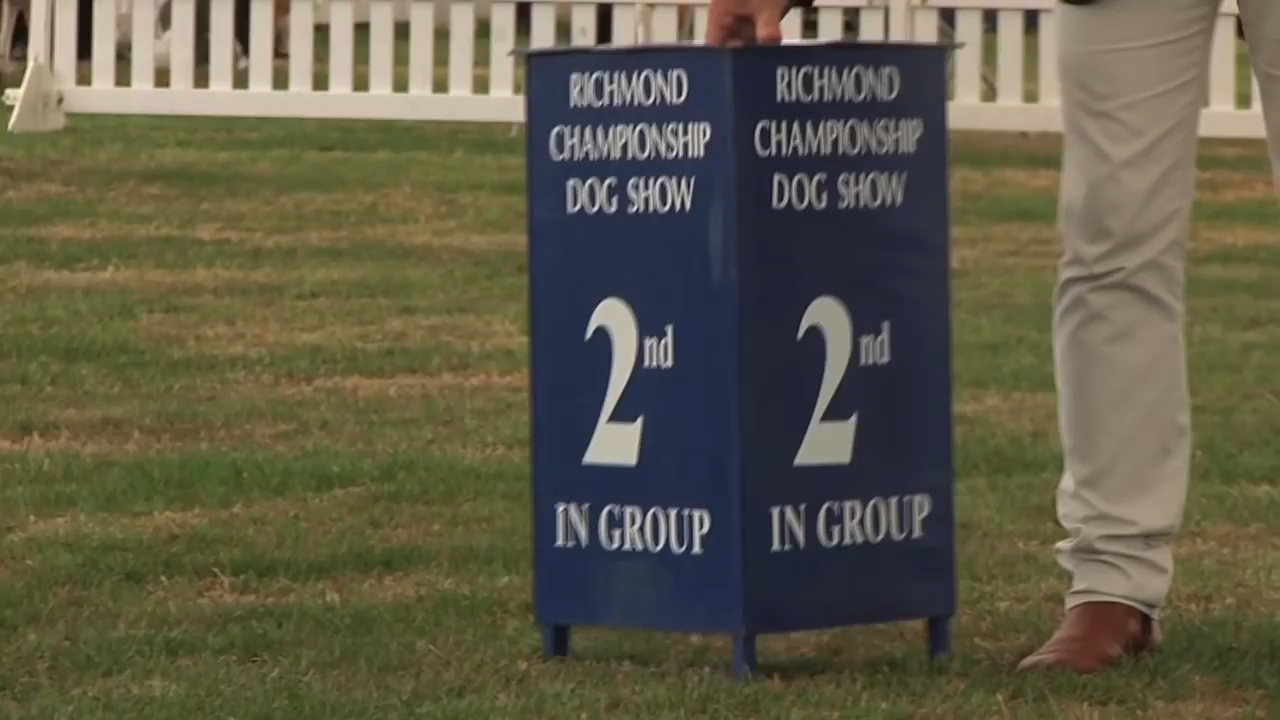 RICHMOND
CHAMPIONSHIP
DOG SHOW
2nd
IN GROUP
RICHMOND
CHAMPIONSHIP
DOG SHOW
2nd
IN GROUP